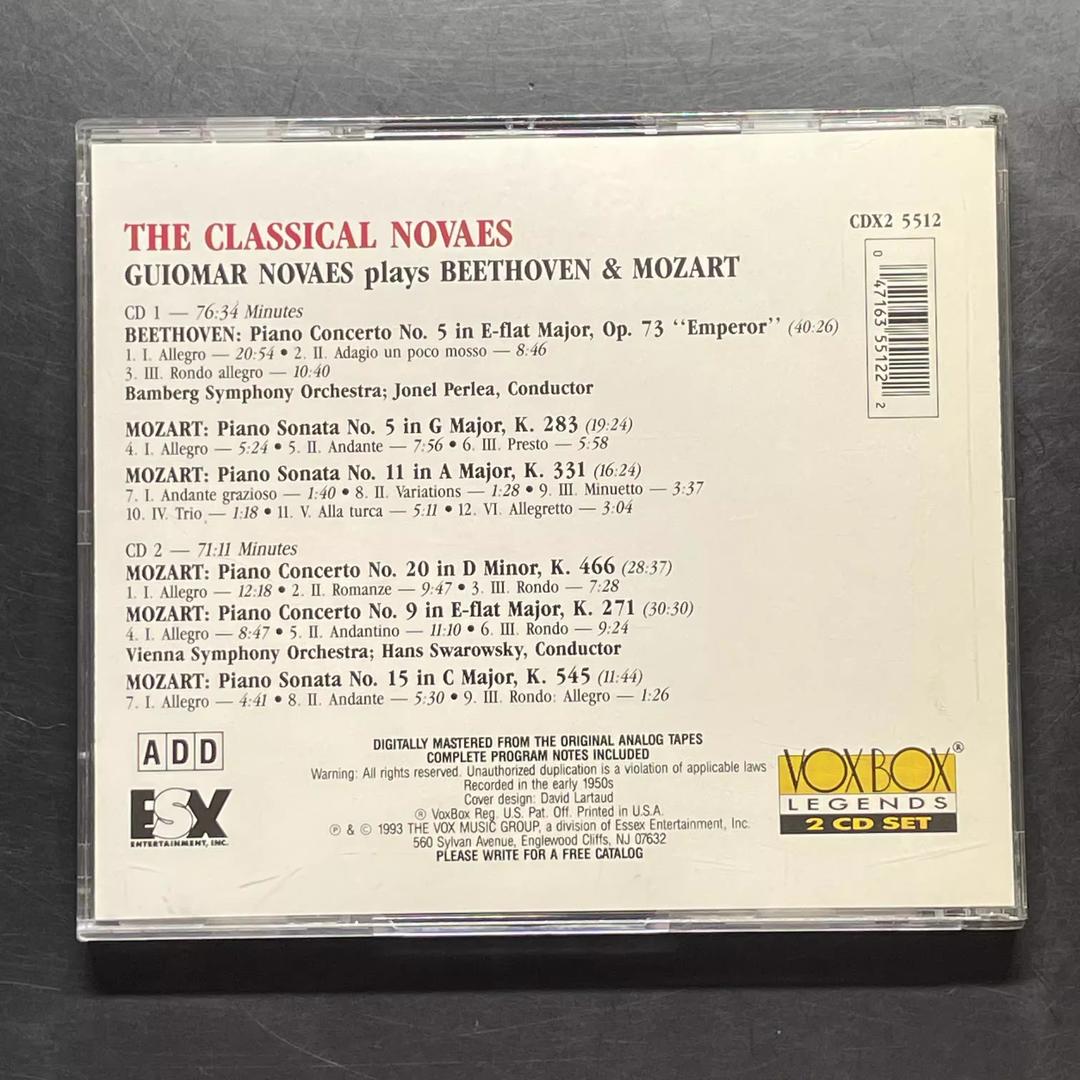 THE CLASSICAL NOVAES
GUIOMAR NOVAES plays BEETHOVEN & MOZART
CDX2 5512
0 47163 55122 2
CD 1 — 76:34 Minutes
BEETHOVEN: Piano Concerto No. 5 in E-flat Major, Op. 73 "Emperor" (40:26)
1. I. Allegro — 20:54 • 2. II. Adagio un poco mosso — 8:46
3. III. Rondo allegro — 10:40
Bamberg Symphony Orchestra; Jonel Perlea, Conductor
MOZART: Piano Sonata No. 5 in G Major, K. 283 (19:24)
4. I. Allegro — 5:24 • 5. II. Andante — 7:56 • 6. III. Presto — 5:58
MOZART: Piano Sonata No. 11 in A Major, K. 331 (16:24)
7. I. Andante grazioso — 1:40 • 8. II. Variations — 1:28 • 9. III. Minuetto — 3:37
10. IV. Trio — 1:18 • 11. V. Alla turca — 5:11 • 12. VI. Allegretto — 3:04
CD 2 — 71:11 Minutes
MOZART: Piano Concerto No. 20 in D Minor, K. 466 (28:37)
1. I. Allegro — 12:18 • 2. II. Romanze — 9:47 • 3. III. Rondo — 7:28
MOZART: Piano Concerto No. 9 in E-flat Major, K. 271 (30:30)
4. I. Allegro — 8:47 • 5. II. Andantino — 11:10 • 6. III. Rondo — 9:24
Vienna Symphony Orchestra; Hans Swarowsky, Conductor
MOZART: Piano Sonata No. 15 in C Major, K. 545 (11:44)
7. I. Allegro — 4:41 • 8. II. Andante — 5:30 • 9. III. Rondo: Allegro — 1:26
ADD
ESX
ENTERTAINMENT, INC.
DIGITALLY MASTERED FROM THE ORIGINAL ANALOG TAPES
COMPLETE PROGRAM NOTES INCLUDED
Warning: All rights reserved. Unauthorized duplication is a violation of applicable laws
Recorded in the early 1950s
Cover design: David Lartaud
® VoxBox Reg. U.S. Pat. Off. Printed in U.S.A.
℗ & © 1993 THE VOX MUSIC GROUP, a division of Essex Entertainment, Inc.
560 Sylvan Avenue, Englewood Cliffs, NJ 07632
PLEASE WRITE FOR A FREE CATALOG
VOXBOX®
LEGENDS
2 CD SET